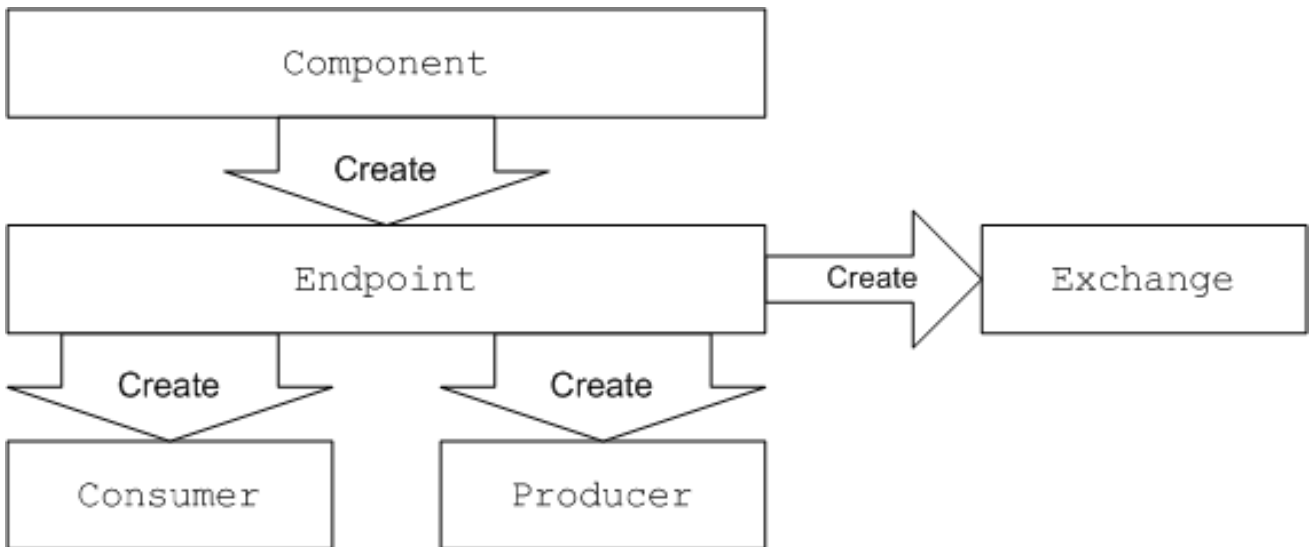 Component
Create
Endpoint
Create
Exchange
Create
Create
Consumer
Producer